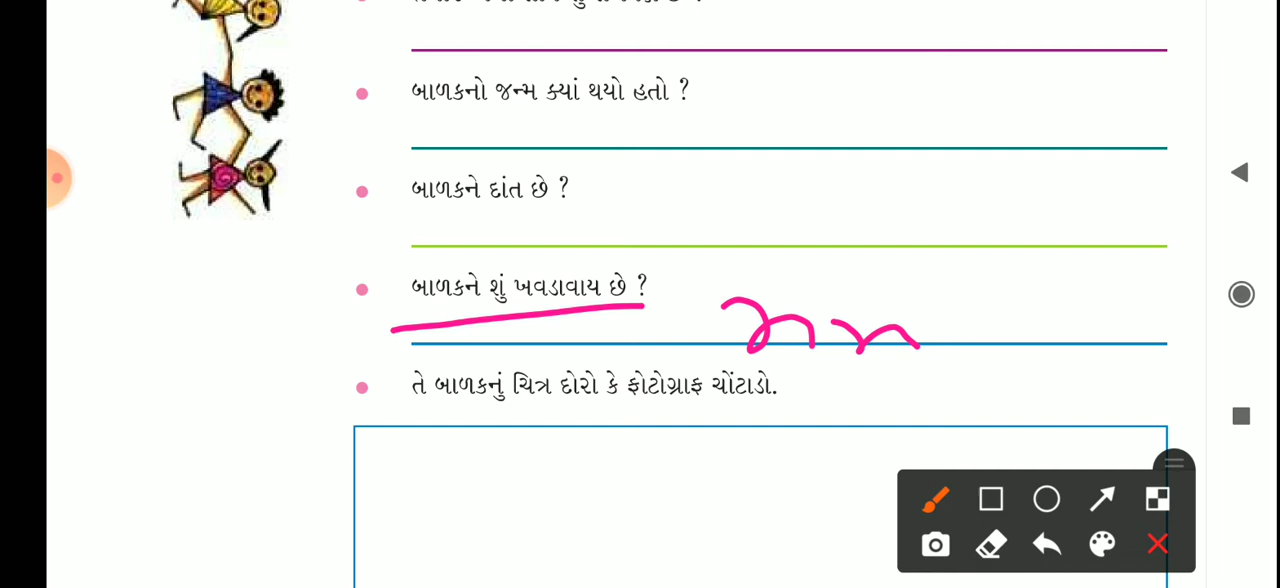 બાળકનો જન્મ ક્યાં થયો હતો ?
બાળકને દાંત છે ?
બાળકને શું ખવડાવાય છે ?
તે બાળકનું ચિત્ર દોરો કે ફોટોગ્રાફ ચોંટાડો.